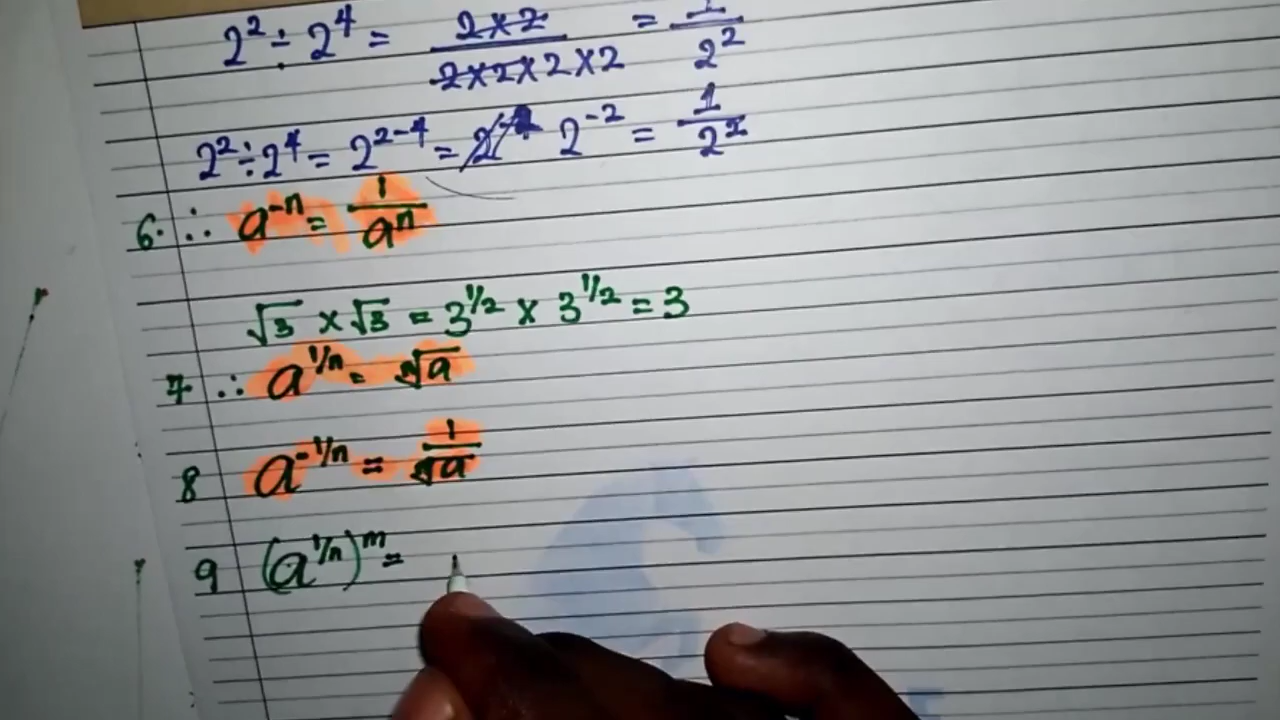 2² ÷ 2⁴ = 2×2 / 2×2×2×2 = 1 / 2²
2² ÷ 2⁴ = 2²⁻⁴ = 2⁻² = 1 / 2²
6. ∴ a⁻ⁿ = 1 / aⁿ
√3 × √3 = 3^1/2 × 3^1/2 = 3
7 ∴ a^1/n = ⁿ√a
8 a^-1/n = 1 / ⁿ√a
9 (a^1/n)^m =